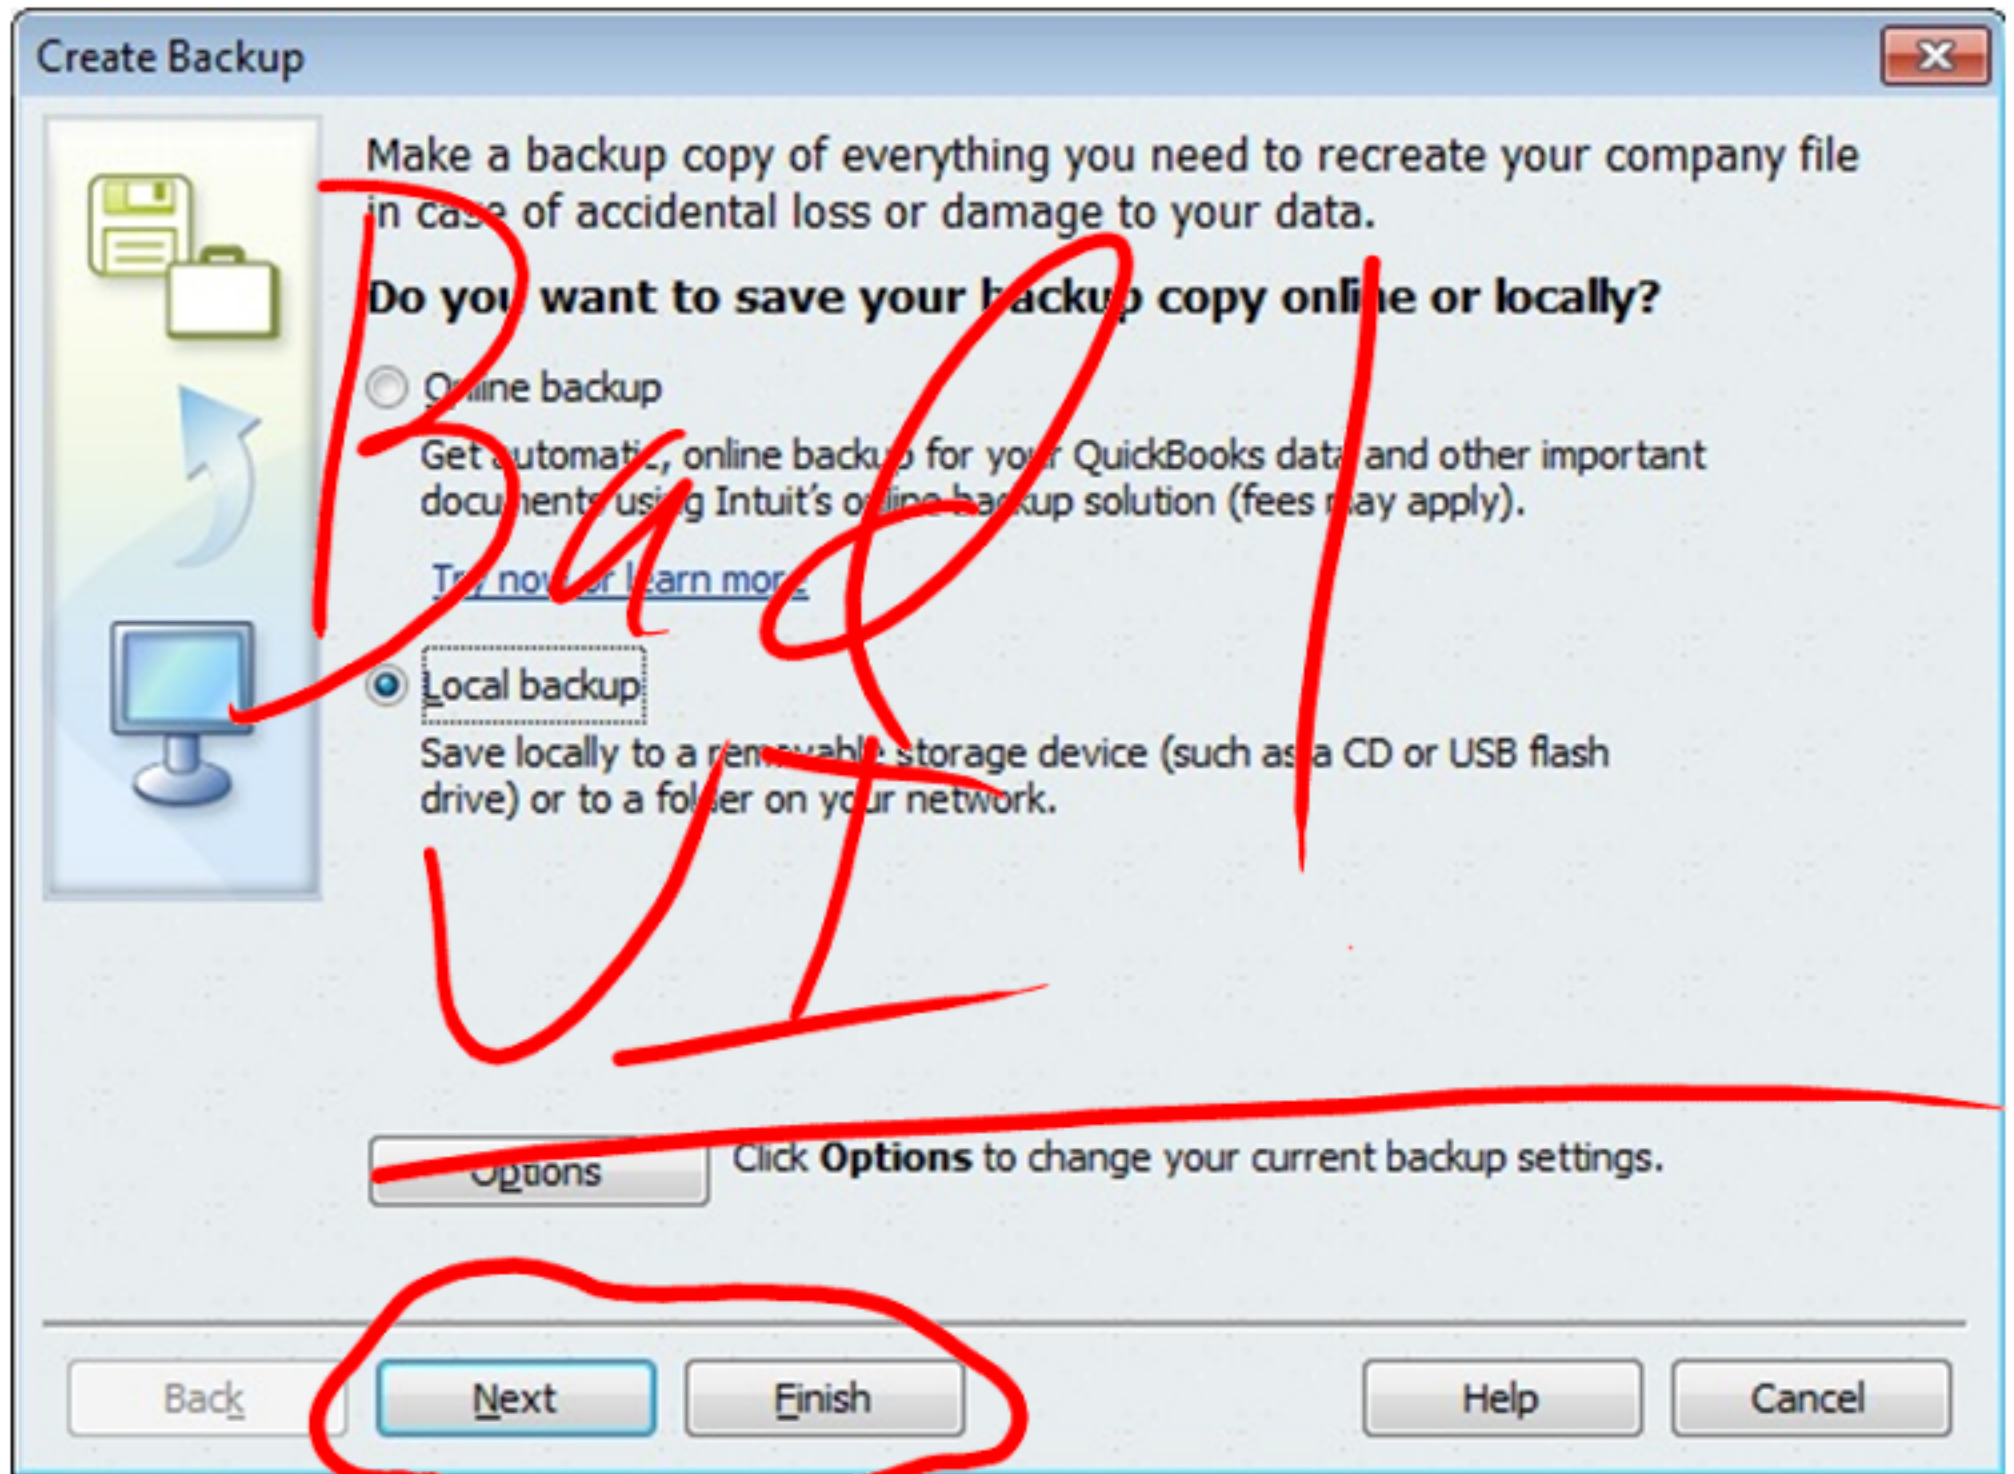 Create Backup
Make a backup copy of everything you need to recreate your company file
in case of accidental loss or damage to your data.
Do you want to save your backup copy online or locally?
Online backup
Get automatic, online backup for your QuickBooks data and other important
documents using Intuit's online backup solution (fees may apply).
Try now or learn more
Local backup
Save locally to a removable storage device (such as a CD or USB flash
drive) or to a folder on your network.
Bad !
UI
Options Click Options to change your current backup settings.
Back Next Finish Help Cancel